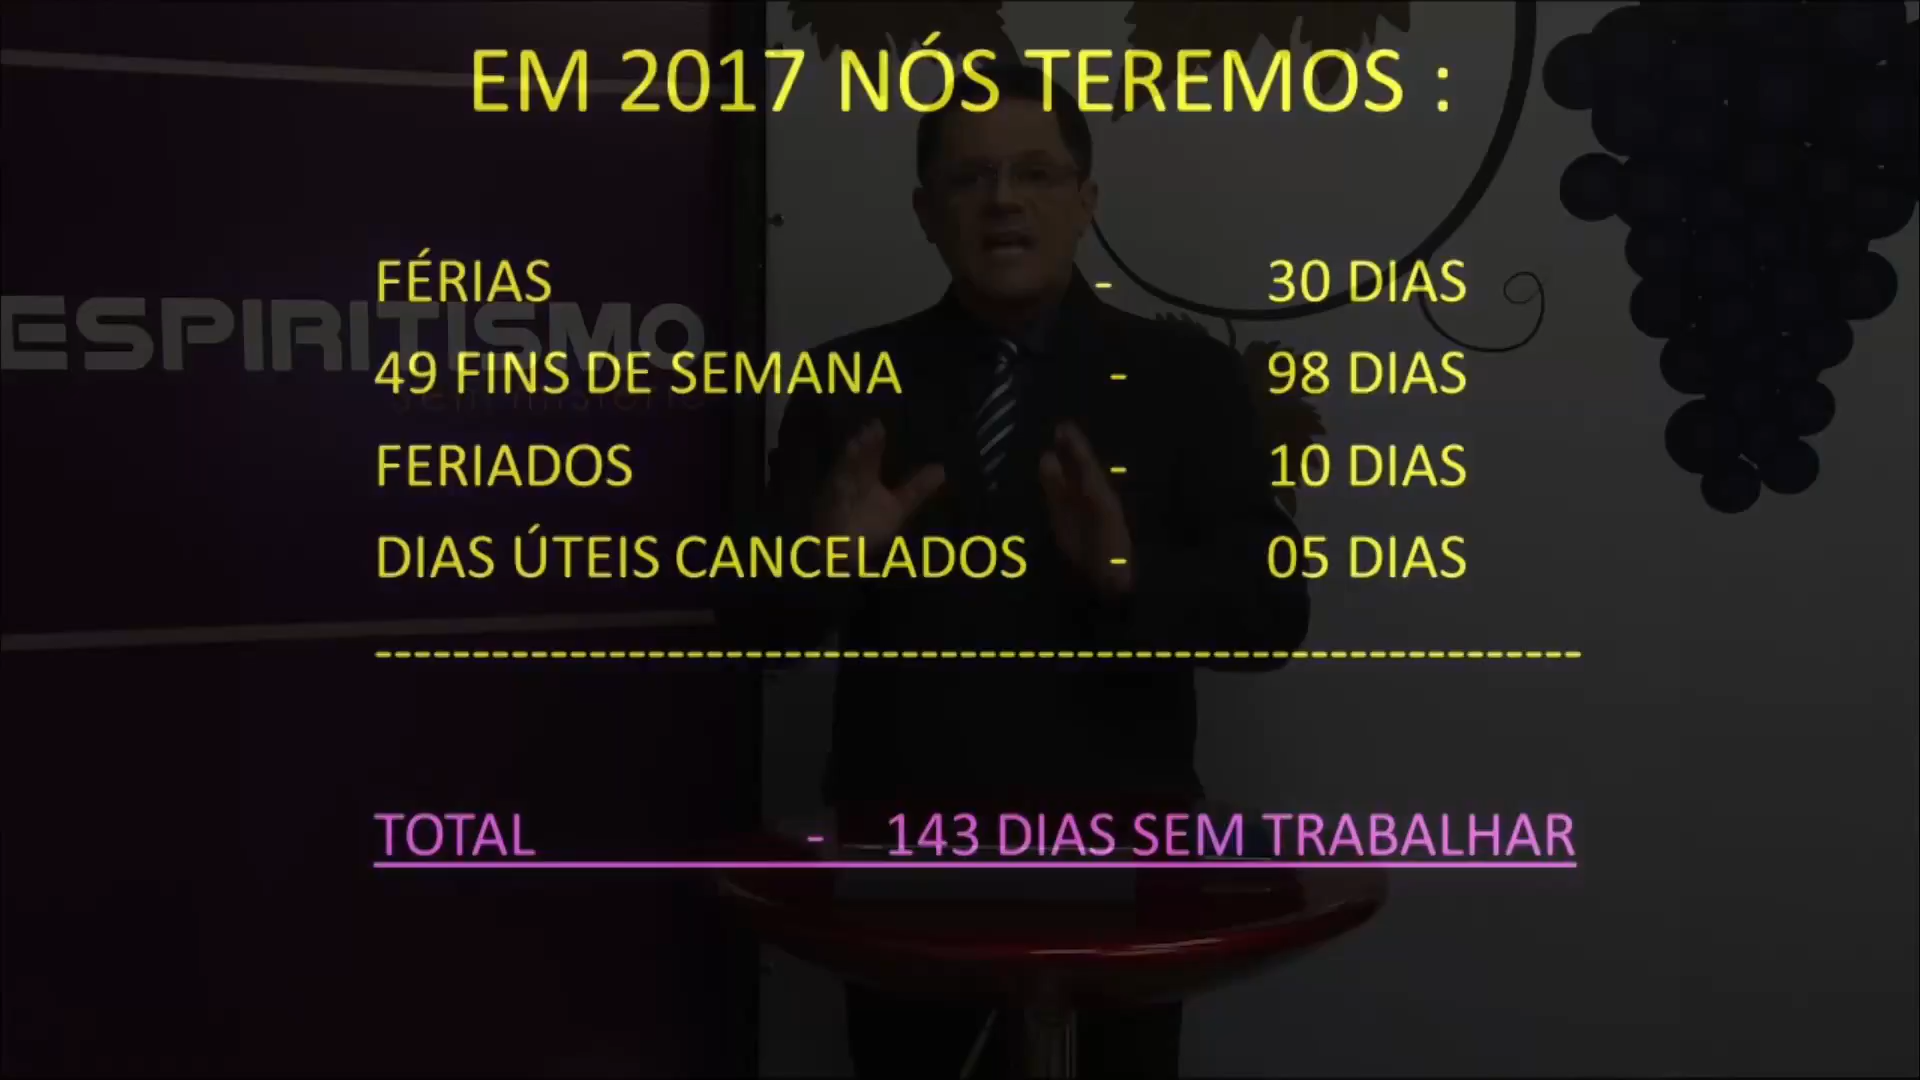 EM 2017 NÓS TEREMOS :
FÉRIAS - 30 DIAS
ESPIRITISMO
49 FINS DE SEMANA - 98 DIAS
FERIADOS - 10 DIAS
DIAS ÚTEIS CANCELADOS - 05 DIAS
TOTAL - 143 DIAS SEM TRABALHAR